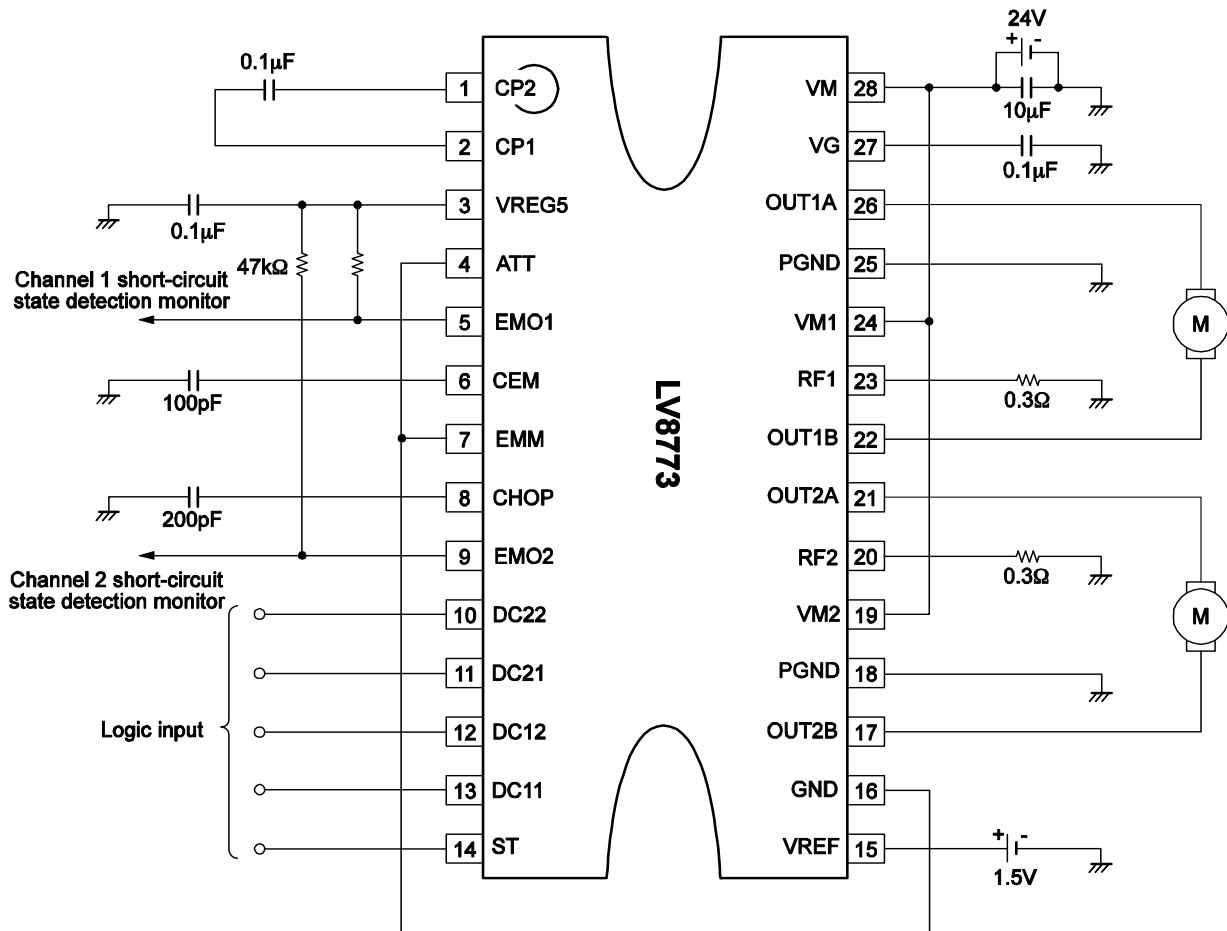 24V
+ -
0.1μF
1 CP2
VM 28
10μF
2 CP1
VG 27
0.1μF
3 VREG5
OUT1A 26
0.1μF
47kΩ
4 ATT
PGND 25
Channel 1 short-circuit
state detection monitor
5 EMO1
VM1 24
M
6 CEM
RF1 23
100pF
0.3Ω
7 EMM
OUT1B 22
LV8773
8 CHOP
OUT2A 21
200pF
9 EMO2
RF2 20
0.3Ω
Channel 2 short-circuit
state detection monitor
10 DC22
VM2 19
M
11 DC21
PGND 18
Logic input
12 DC12
OUT2B 17
13 DC11
GND 16
14 ST
VREF 15
+ -
1.5V